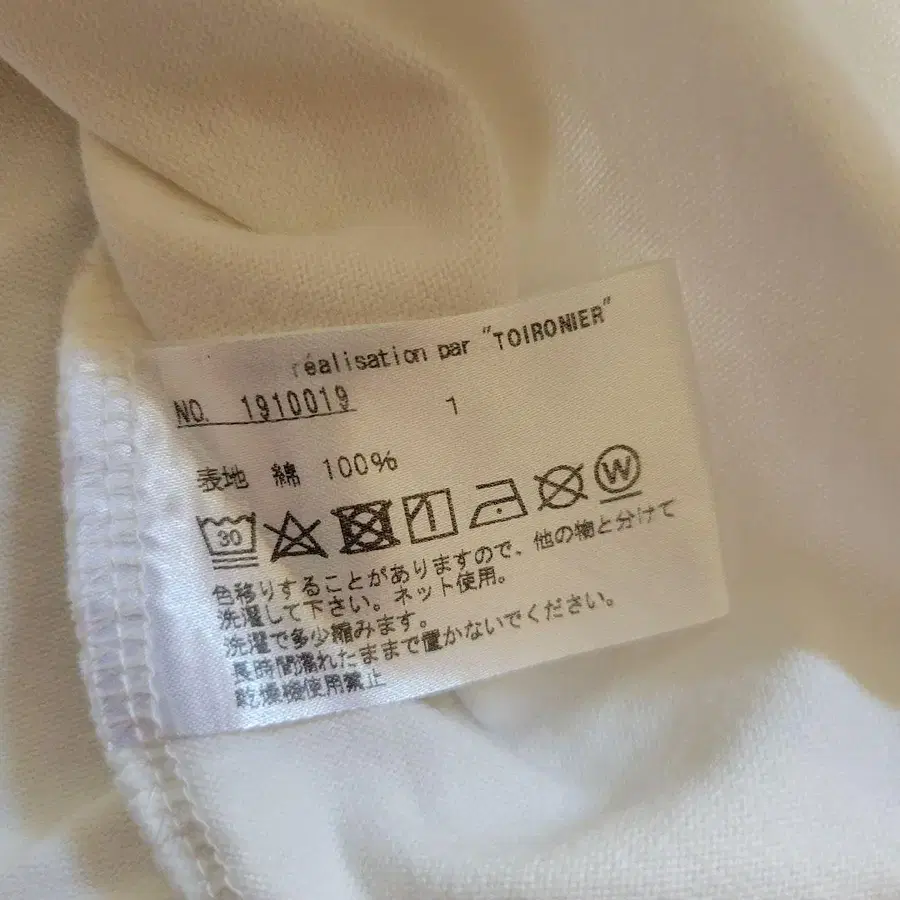 réalisation par "TOIRONIER"
NO. 1910019 1
表地 綿 100%
30 W
色移りすることがありますので、他の物と分けて
洗濯して下さい。ネット使用。
洗濯で多少縮みます。
長時間濡れたままで置かないでください。
乾燥機使用禁止